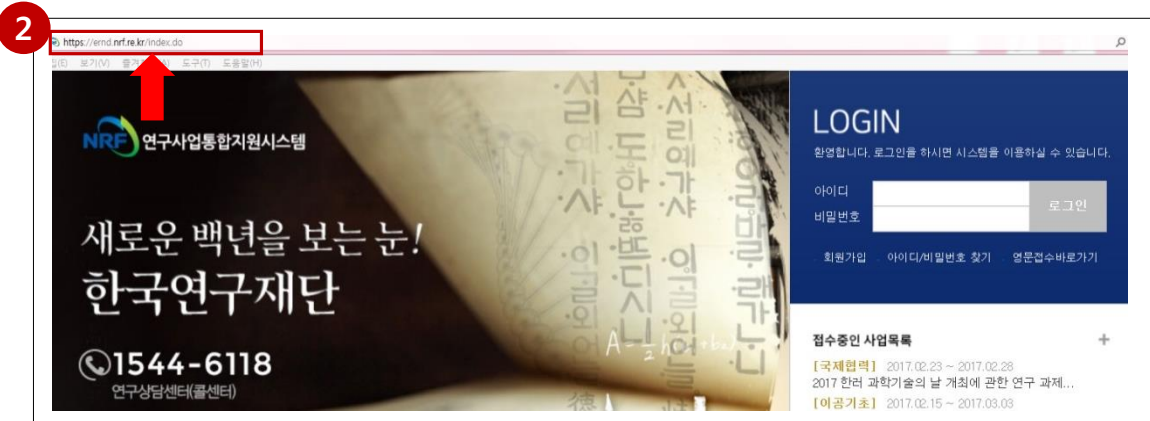 2
https://ernd.nrf.re.kr/index.do
보기(V) 도구(T) 도움말(H)
NRF 연구사업통합지원시스템
새로운 백년을 보는 눈!
한국연구재단
1544-6118
연구상담센터(콜센터)
LOGIN
환영합니다. 로그인을 하시면 시스템을 이용하실 수 있습니다.
아이디
비밀번호
로그인
회원가입 아이디/비밀번호 찾기 영문접수바로가기
접수중인 사업목록 +
[국제협력] 2017.02.23 ~ 2017.02.28
2017 한러 과학기술의 날 개최에 관한 연구 과제...
[이공기초] 2017.02.15 ~ 2017.03.03